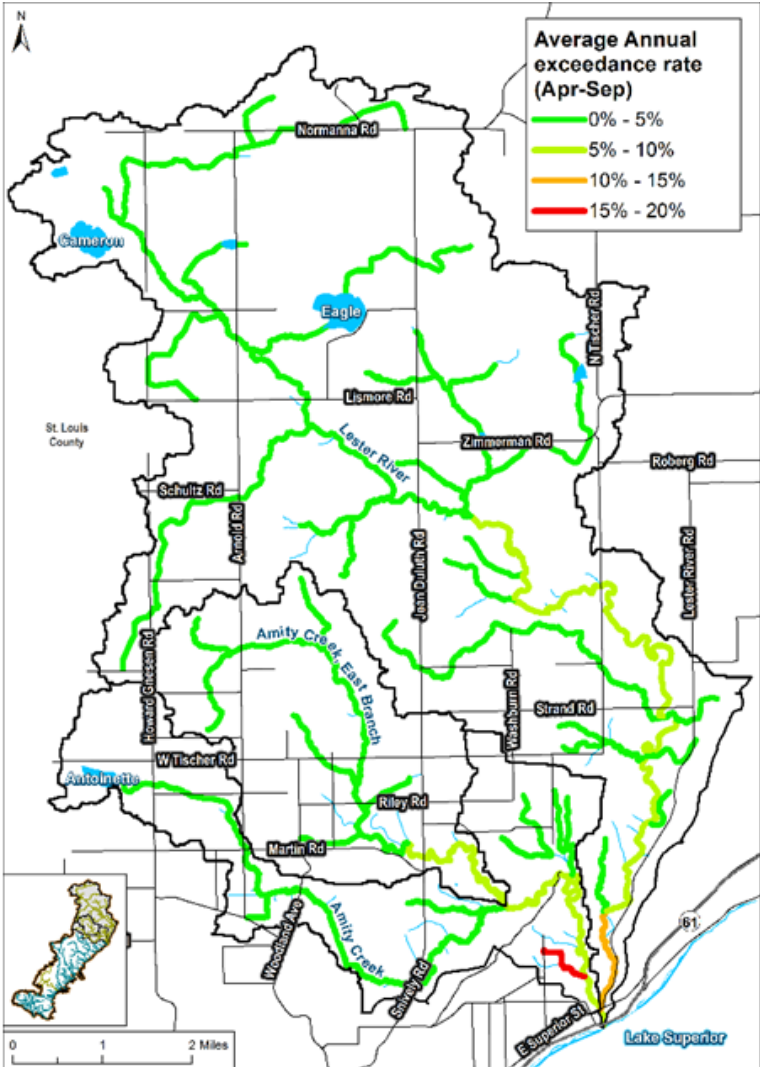 N
Average Annual
exceedance rate
(Apr-Sep)
0% - 5%
5% - 10%
10% - 15%
15% - 20%
Normanna Rd
Cameron
Eagle
N Tischer Rd
Lismore Rd
St. Louis
County
Lester River
Zimmerman Rd
Roberg Rd
Schultz Rd
Arnold Rd
Jean Duluth Rd
Lester River Rd
Howard Gnesen Rd
Amity Creek, East Branch
Washburn Rd
Strand Rd
W Tischer Rd
Antoinette
Riley Rd
Martin Rd
61
Woodland Ave
Amity Creek
Snively Rd
E Superior St
Lake Superior
0 1 2 Miles